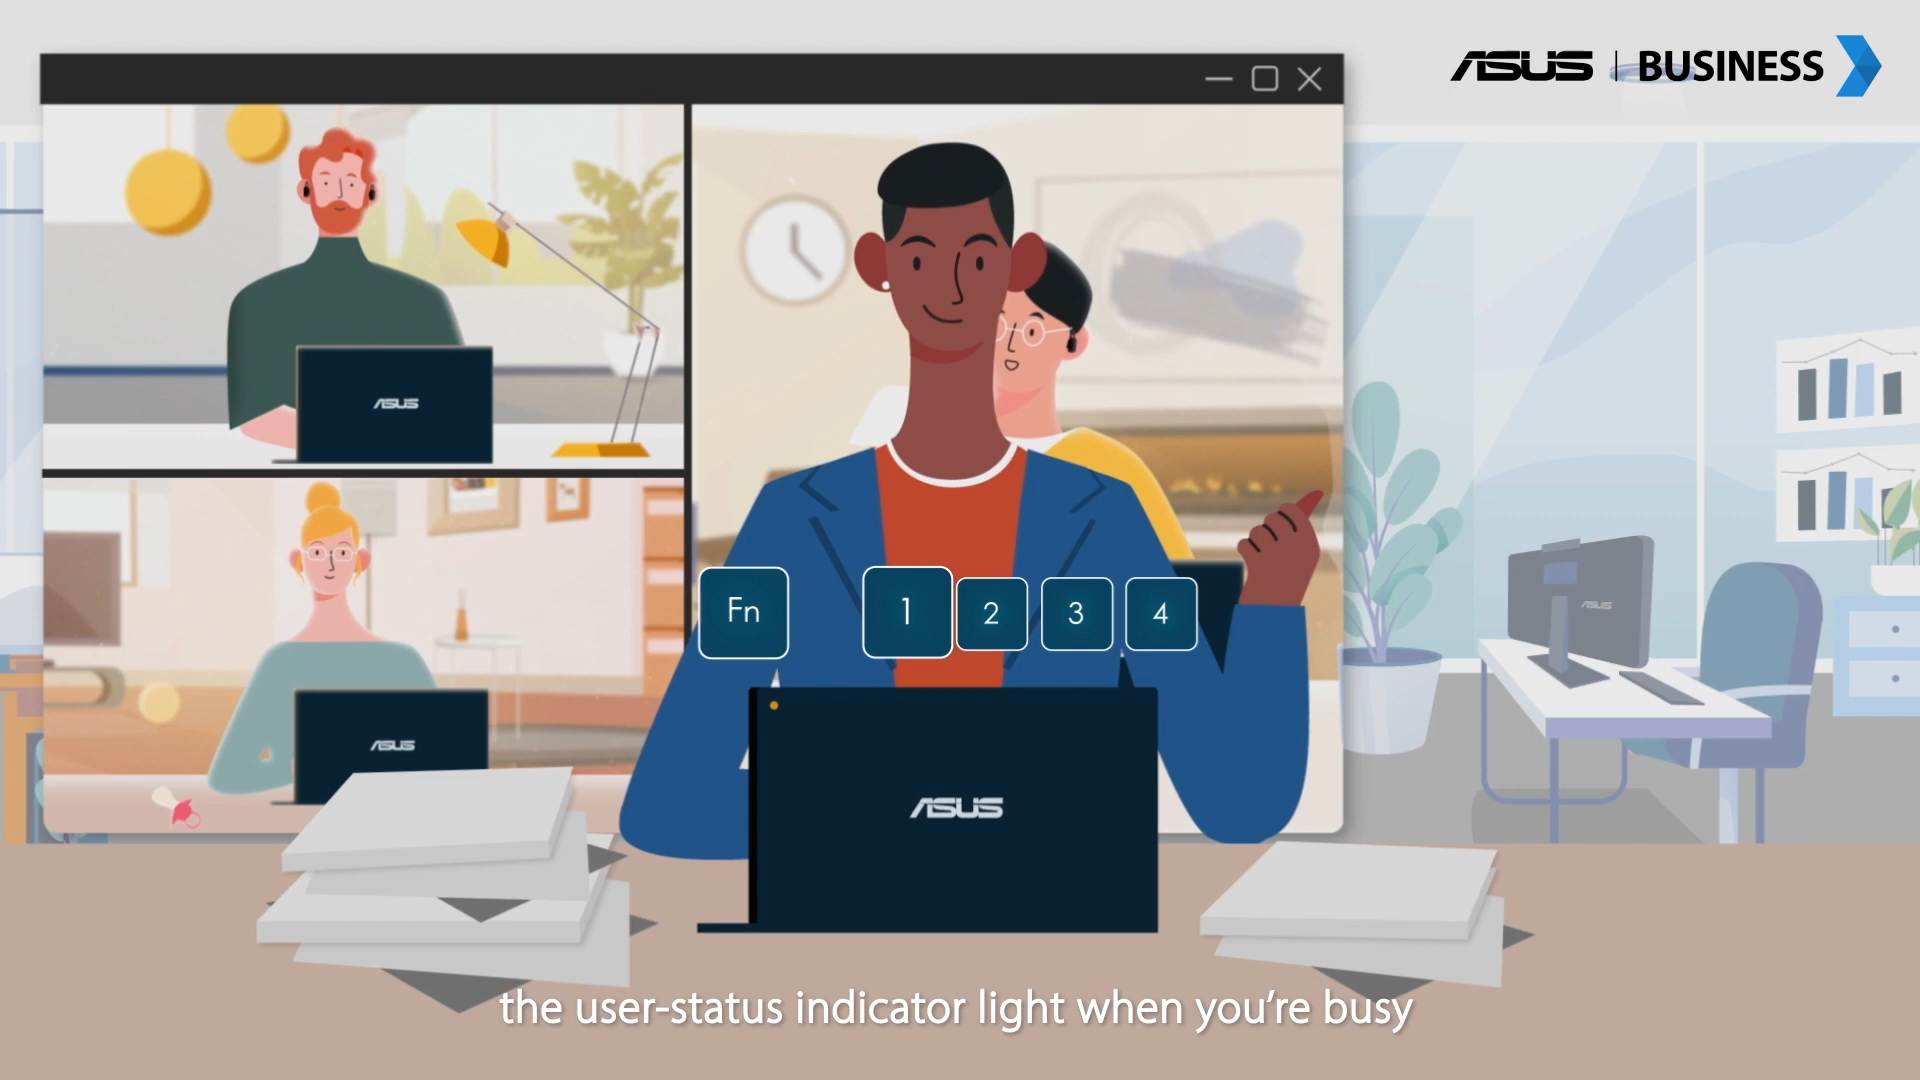 ASUS | BUSINESS
ASUS
ASUS
Fn 1 2 3 4
ASUS
ASUS
the user-status indicator light when you're busy